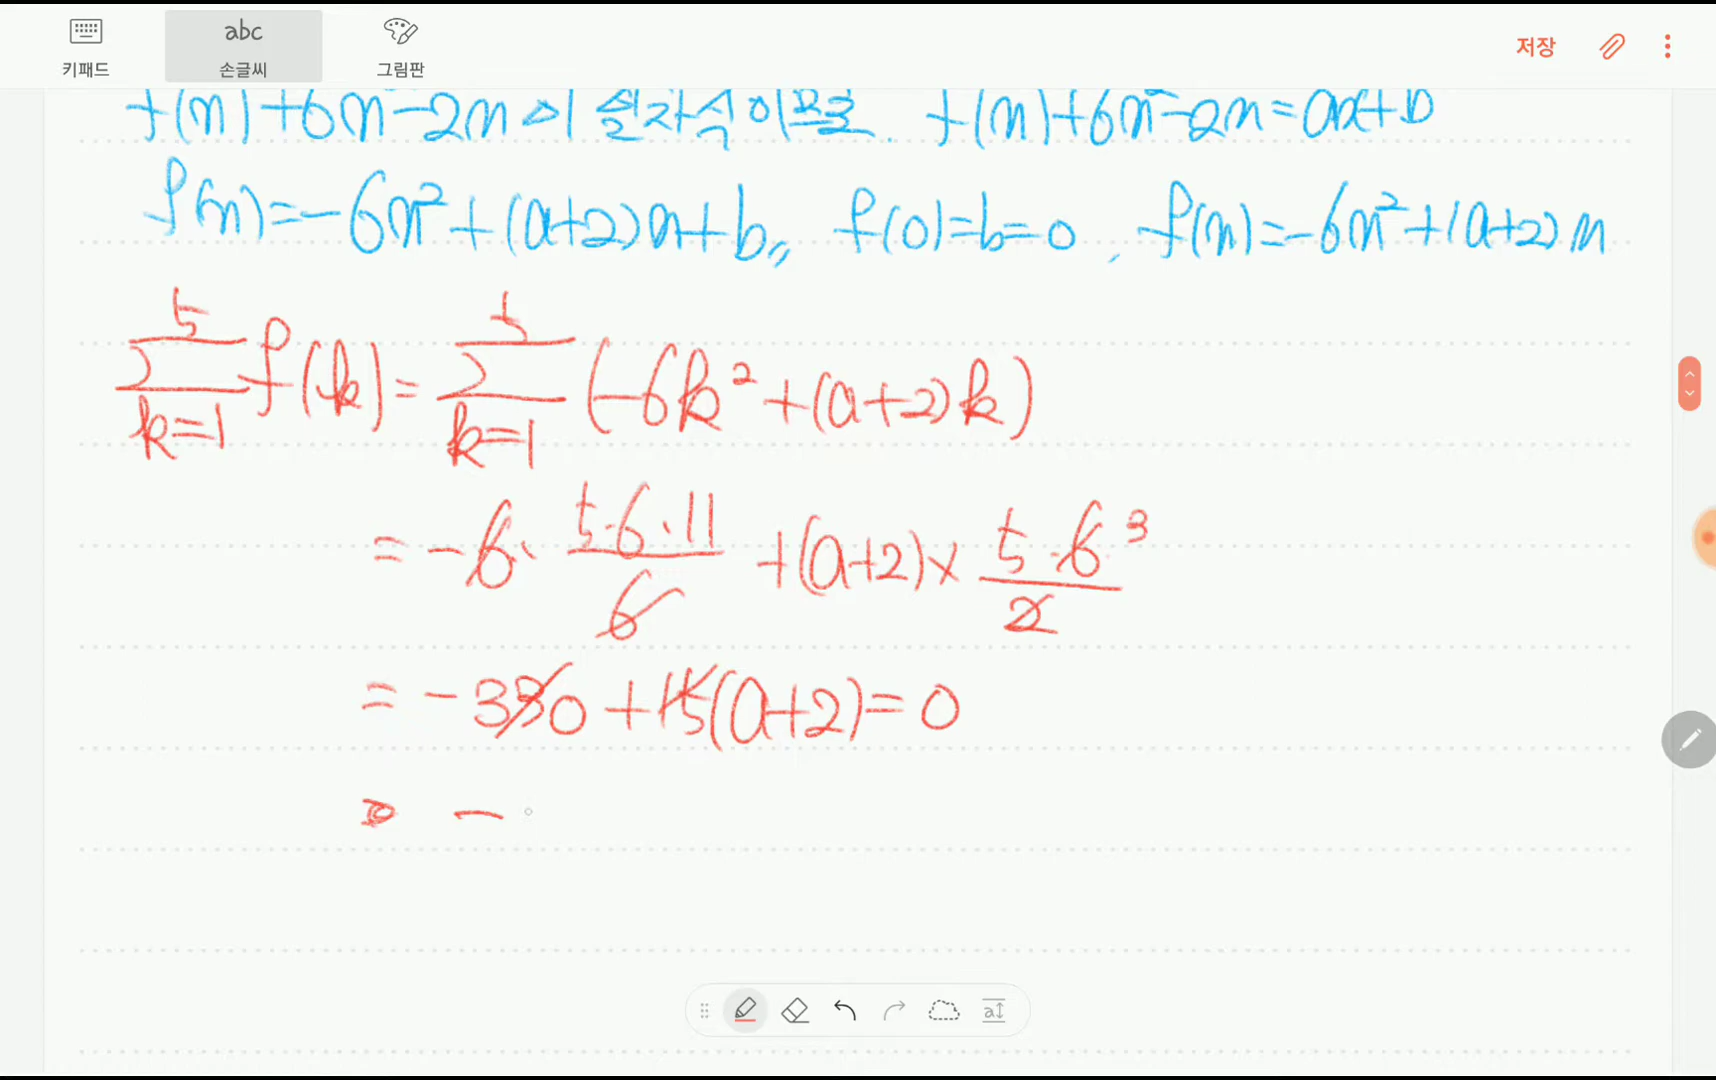 키패드 abc 손글씨 그림판 저장
f(n)+6n²-2n이 일차식이므로. f(n)+6n²-2n=an+b
f(n)=-6n²+(a+2)n+b,, f(0)=b=0, f(n)=-6n²+(a+2)n
5 5
∑f(k)=∑(-6k²+(a+2)k)
k=1 k=1
=-6·5·6·11/6+(a+2)×5·6/2 3
=-330+15(a+2)=0
⇒ -
a